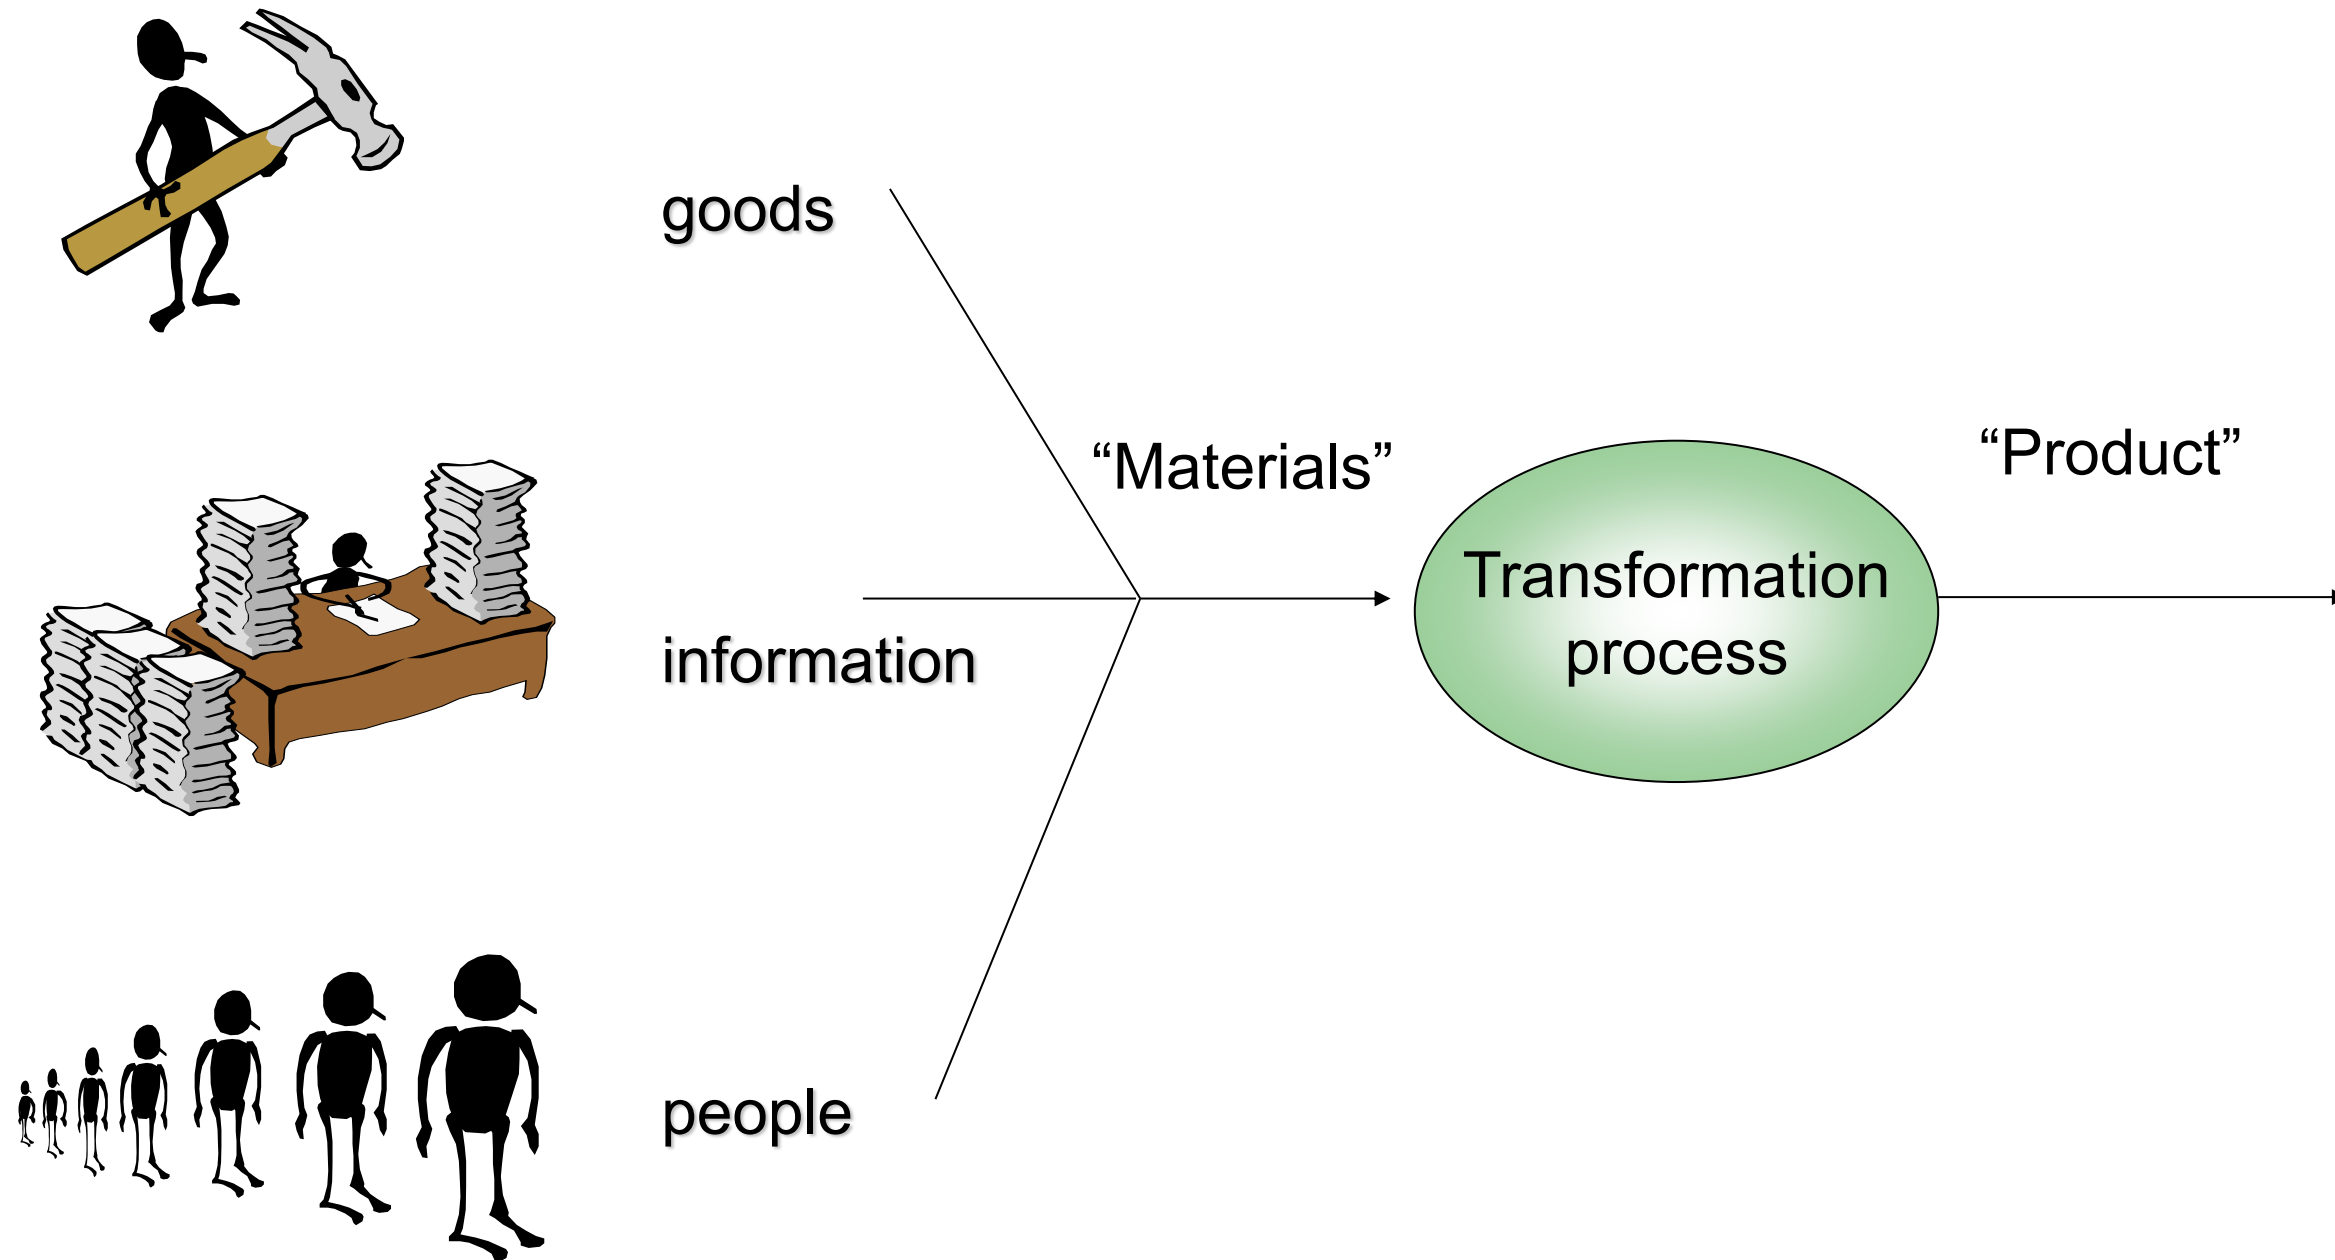 goods
“Materials”
“Product”
Transformation
process
information
people